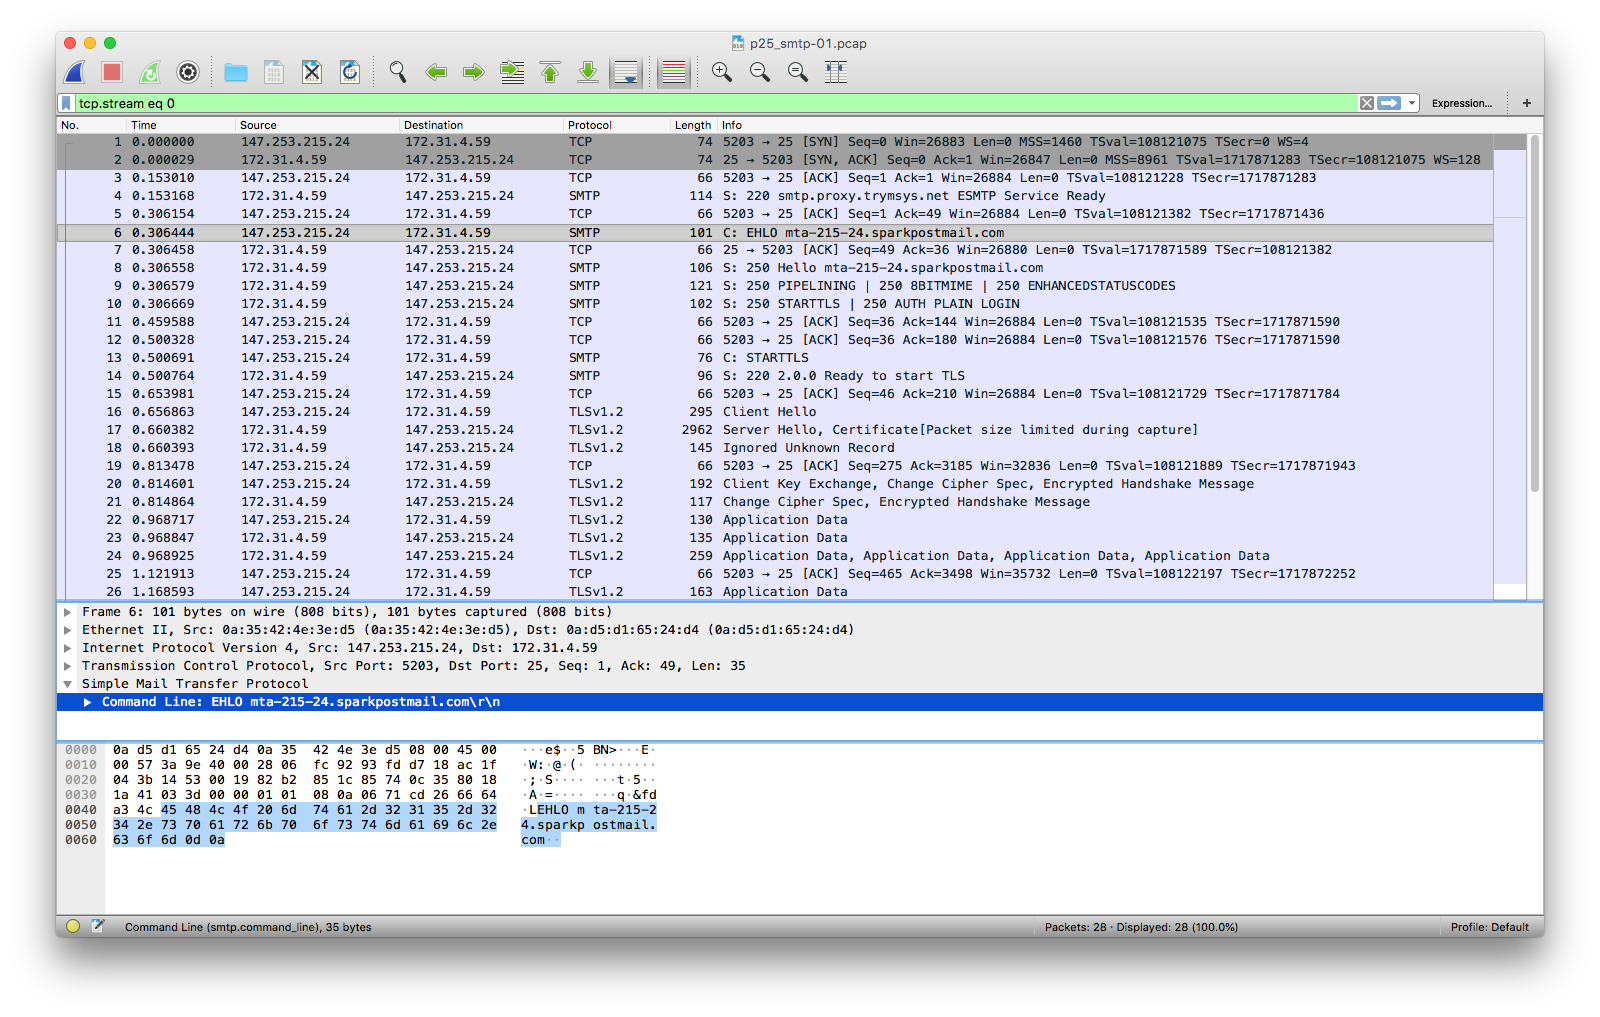 p25_smtp-01.pcap
tcp.stream eq 0 Expression... +
No. Time Source Destination Protocol Length Info
1 0.000000 147.253.215.24 172.31.4.59 TCP 74 5203 → 25 [SYN] Seq=0 Win=26883 Len=0 MSS=1460 TSval=108121075 TSecr=0 WS=4
2 0.000029 172.31.4.59 147.253.215.24 TCP 74 25 → 5203 [SYN, ACK] Seq=0 Ack=1 Win=26847 Len=0 MSS=8961 TSval=1717871283 TSecr=108121075 WS=128
3 0.153010 147.253.215.24 172.31.4.59 TCP 66 5203 → 25 [ACK] Seq=1 Ack=1 Win=26884 Len=0 TSval=108121228 TSecr=1717871283
4 0.153168 172.31.4.59 147.253.215.24 SMTP 114 S: 220 smtp.proxy.trymsys.net ESMTP Service Ready
5 0.306154 147.253.215.24 172.31.4.59 TCP 66 5203 → 25 [ACK] Seq=1 Ack=49 Win=26884 Len=0 TSval=108121382 TSecr=1717871436
6 0.306444 147.253.215.24 172.31.4.59 SMTP 101 C: EHLO mta-215-24.sparkpostmail.com
7 0.306458 172.31.4.59 147.253.215.24 TCP 66 25 → 5203 [ACK] Seq=49 Ack=36 Win=26880 Len=0 TSval=1717871589 TSecr=108121382
8 0.306558 172.31.4.59 147.253.215.24 SMTP 106 S: 250 Hello mta-215-24.sparkpostmail.com
9 0.306579 172.31.4.59 147.253.215.24 SMTP 121 S: 250 PIPELINING | 250 8BITMIME | 250 ENHANCEDSTATUSCODES
10 0.306669 172.31.4.59 147.253.215.24 SMTP 102 S: 250 STARTTLS | 250 AUTH PLAIN LOGIN
11 0.459588 147.253.215.24 172.31.4.59 TCP 66 5203 → 25 [ACK] Seq=36 Ack=144 Win=26884 Len=0 TSval=108121535 TSecr=1717871590
12 0.500328 147.253.215.24 172.31.4.59 TCP 66 5203 → 25 [ACK] Seq=36 Ack=180 Win=26884 Len=0 TSval=108121576 TSecr=1717871590
13 0.500691 147.253.215.24 172.31.4.59 SMTP 76 C: STARTTLS
14 0.500764 172.31.4.59 147.253.215.24 SMTP 96 S: 220 2.0.0 Ready to start TLS
15 0.653981 147.253.215.24 172.31.4.59 TCP 66 5203 → 25 [ACK] Seq=46 Ack=210 Win=26884 Len=0 TSval=108121729 TSecr=1717871784
16 0.656863 147.253.215.24 172.31.4.59 TLSv1.2 295 Client Hello
17 0.660382 172.31.4.59 147.253.215.24 TLSv1.2 2962 Server Hello, Certificate[Packet size limited during capture]
18 0.660393 172.31.4.59 147.253.215.24 TLSv1.2 145 Ignored Unknown Record
19 0.813478 147.253.215.24 172.31.4.59 TCP 66 5203 → 25 [ACK] Seq=275 Ack=3185 Win=32836 Len=0 TSval=108121889 TSecr=1717871943
20 0.814601 147.253.215.24 172.31.4.59 TLSv1.2 192 Client Key Exchange, Change Cipher Spec, Encrypted Handshake Message
21 0.814864 172.31.4.59 147.253.215.24 TLSv1.2 117 Change Cipher Spec, Encrypted Handshake Message
22 0.968717 147.253.215.24 172.31.4.59 TLSv1.2 130 Application Data
23 0.968847 172.31.4.59 147.253.215.24 TLSv1.2 135 Application Data
24 0.968925 172.31.4.59 147.253.215.24 TLSv1.2 259 Application Data, Application Data, Application Data, Application Data
25 1.121913 147.253.215.24 172.31.4.59 TCP 66 5203 → 25 [ACK] Seq=465 Ack=3498 Win=35732 Len=0 TSval=108122197 TSecr=1717872252
26 1.168593 147.253.215.24 172.31.4.59 TLSv1.2 163 Application Data
Frame 6: 101 bytes on wire (808 bits), 101 bytes captured (808 bits)
Ethernet II, Src: 0a:35:42:4e:3e:d5 (0a:35:42:4e:3e:d5), Dst: 0a:d5:d1:65:24:d4 (0a:d5:d1:65:24:d4)
Internet Protocol Version 4, Src: 147.253.215.24, Dst: 172.31.4.59
Transmission Control Protocol, Src Port: 5203, Dst Port: 25, Seq: 1, Ack: 49, Len: 35
Simple Mail Transfer Protocol
Command Line: EHLO mta-215-24.sparkpostmail.com\r\n
0000 0a d5 d1 65 24 d4 0a 35 42 4e 3e d5 08 00 45 00 ···e$··5 BN>···E·
0010 00 57 3a 9e 40 00 28 06 fc 92 93 fd d7 18 ac 1f ·W:·@·(· ········
0020 04 3b 14 53 00 19 82 b2 85 1c 85 74 0c 35 80 18 ·;·S···· ···t·5··
0030 1a 41 03 3d 00 00 01 01 08 0a 06 71 cd 26 66 64 ·A·=···· ···q·&fd
0040 a3 4c 45 48 4c 4f 20 6d 74 61 2d 32 31 35 2d 32 ·LEHLO m ta-215-2
0050 34 2e 73 70 61 72 6b 70 6f 73 74 6d 61 69 6c 2e 4.sparkp ostmail.
0060 63 6f 6d 0d 0a com··
Command Line (smtp.command_line), 35 bytes Packets: 28 · Displayed: 28 (100.0%) Profile: Default